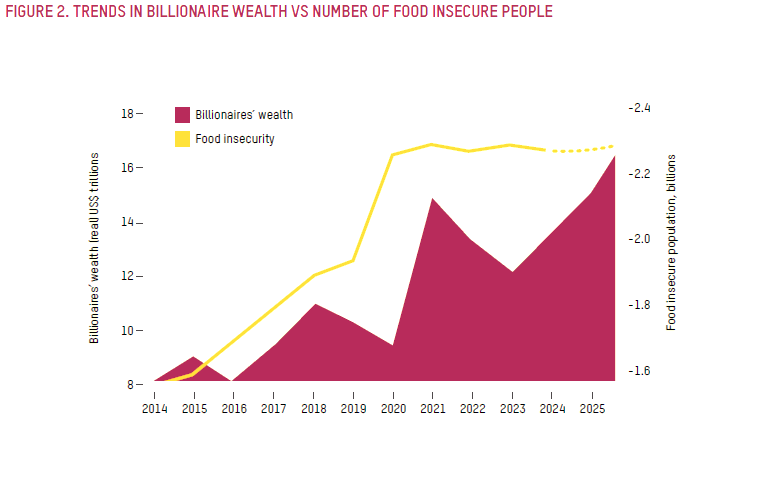 FIGURE 2. TRENDS IN BILLIONAIRE WEALTH VS NUMBER OF FOOD INSECURE PEOPLE
Billionaires´ wealth
Food insecurity
Billionaires´ wealth (real) US$ trillions
18
16
14
12
10
8
-2.4
-2.2
-2.0
-1.8
-1.6
Food insecure population, billions
2014 2015 2016 2017 2018 2019 2020 2021 2022 2023 2024 2025